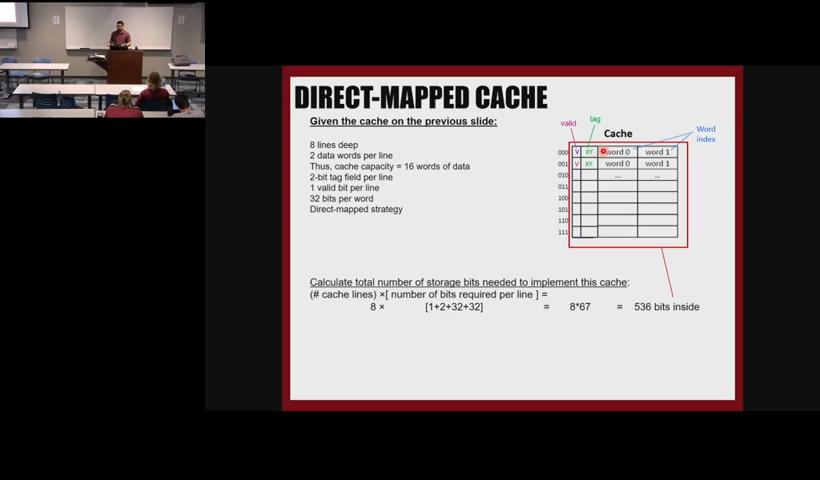 DIRECT-MAPPED CACHE
Given the cache on the previous slide:
8 lines deep
2 data words per line
Thus, cache capacity = 16 words of data
2-bit tag field per line
1 valid bit per line
32 bits per word
Direct-mapped strategy
valid
tag
Cache
Word index
000 V XY word 0 word 1
001 V XY word 0 word 1
010 ... ...
011
100
101
110
111
Calculate total number of storage bits needed to implement this cache:
(# cache lines) ×[ number of bits required per line ] =
8 × [1+2+32+32] = 8*67 = 536 bits inside